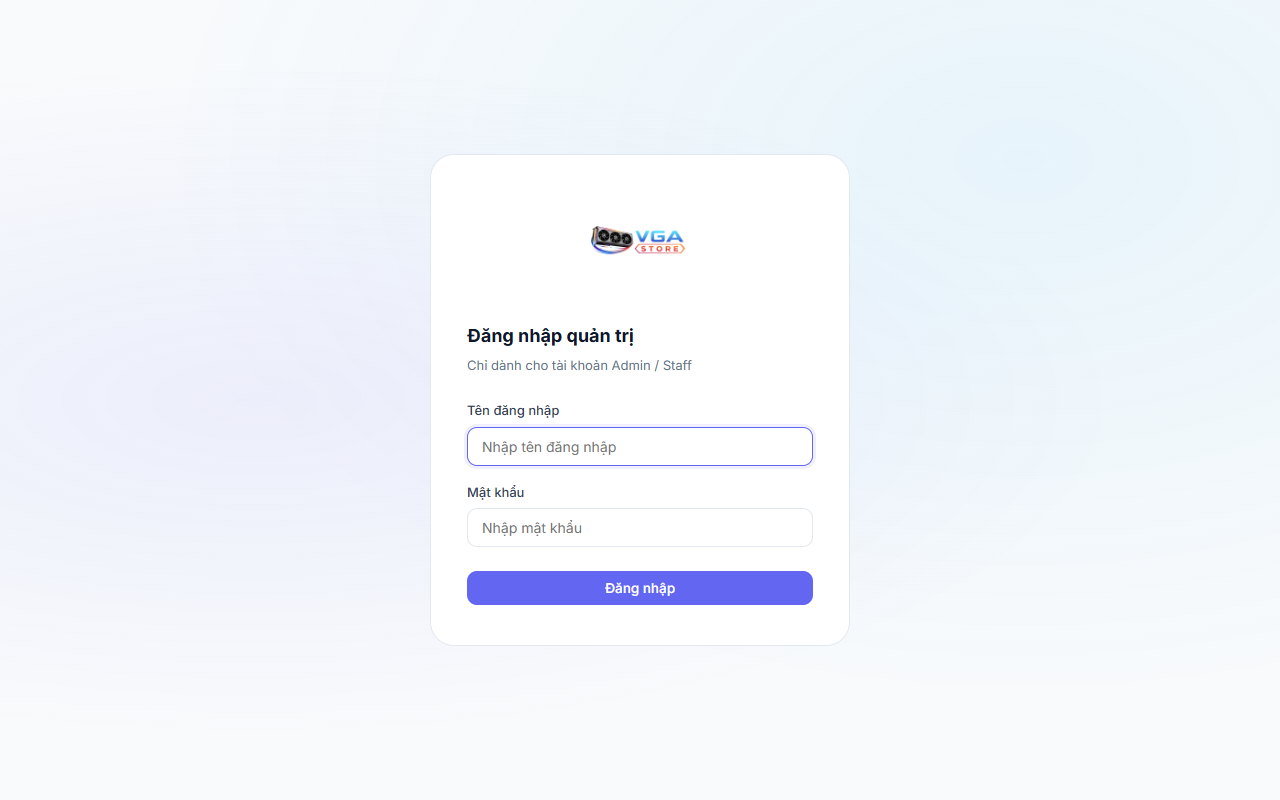 VGA
STORE
Đăng nhập quản trị
Chỉ dành cho tài khoản Admin / Staff
Tên đăng nhập
Nhập tên đăng nhập
Mật khẩu
Nhập mật khẩu
Đăng nhập